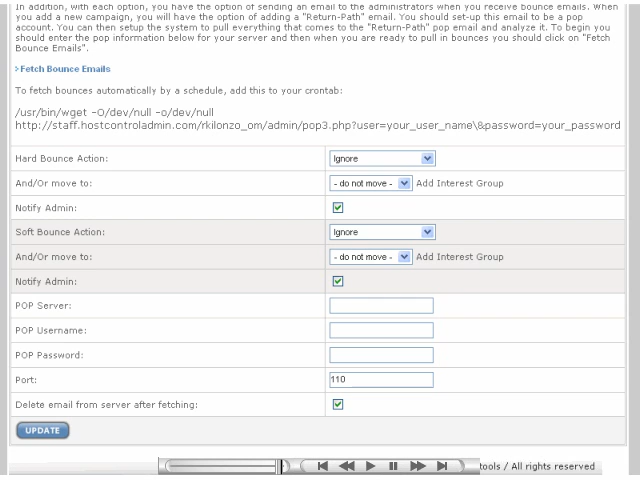 In addition, with each option, you have the option of sending an email to the administrators when you receive bounce emails. When
you add a new campaign, you will have the option of adding a "Return-Path" email. You should set-up this email to be a pop
account. You can then setup the system to pull everything that comes to the "Return-Path" pop email and analyze it. To begin you
should enter the pop information below for your server and then when you are ready to pull in bounces you should click on "Fetch
Bounce Emails".
>Fetch Bounce Emails
To fetch bounces automatically by a schedule, add this to your crontab:
/usr/bin/wget -O/dev/null -o/dev/null
http://staff.hostcontroladmin.com/rkilonzo_om/admin/pop3.php?user=your_user_name\&password=your_password
Hard Bounce Action: Ignore
And/Or move to: - do not move - Add Interest Group
Notify Admin:
Soft Bounce Action: Ignore
And/Or move to: - do not move - Add Interest Group
Notify Admin:
POP Server:
POP Username:
POP Password:
Port: 110
Delete email from server after fetching:
UPDATE
tools / All rights reserved